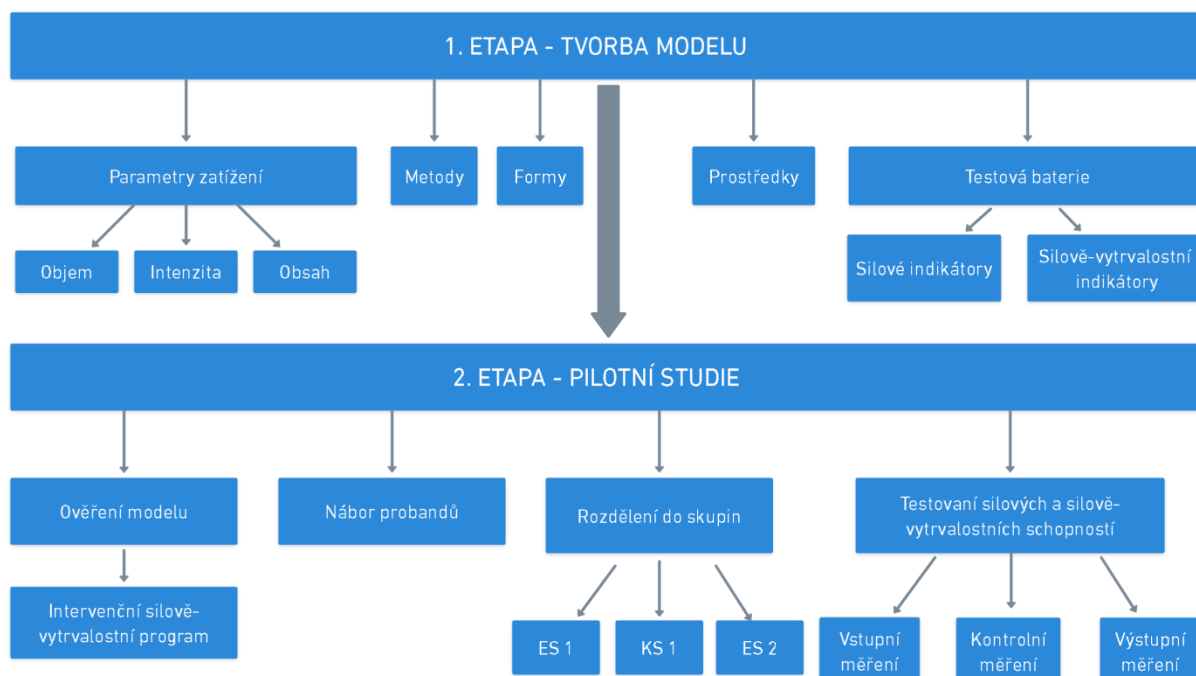 1. ETAPA - TVORBA MODELU
Parametry zatížení
Metody
Formy
Prostředky
Testová baterie
Objem
Intenzita
Obsah
Silové indikátory
Silově-vytrvalostní
indikátory
2. ETAPA - PILOTNÍ STUDIE
Ověření modelu
Nábor probandů
Rozdělení do skupin
Testovaní silových a silově-
vytrvalostních schopností
Intervenční silově-
vytrvalostní program
ES 1
KS 1
ES 2
Vstupní
měření
Kontrolní
měření
Výstupní
měření